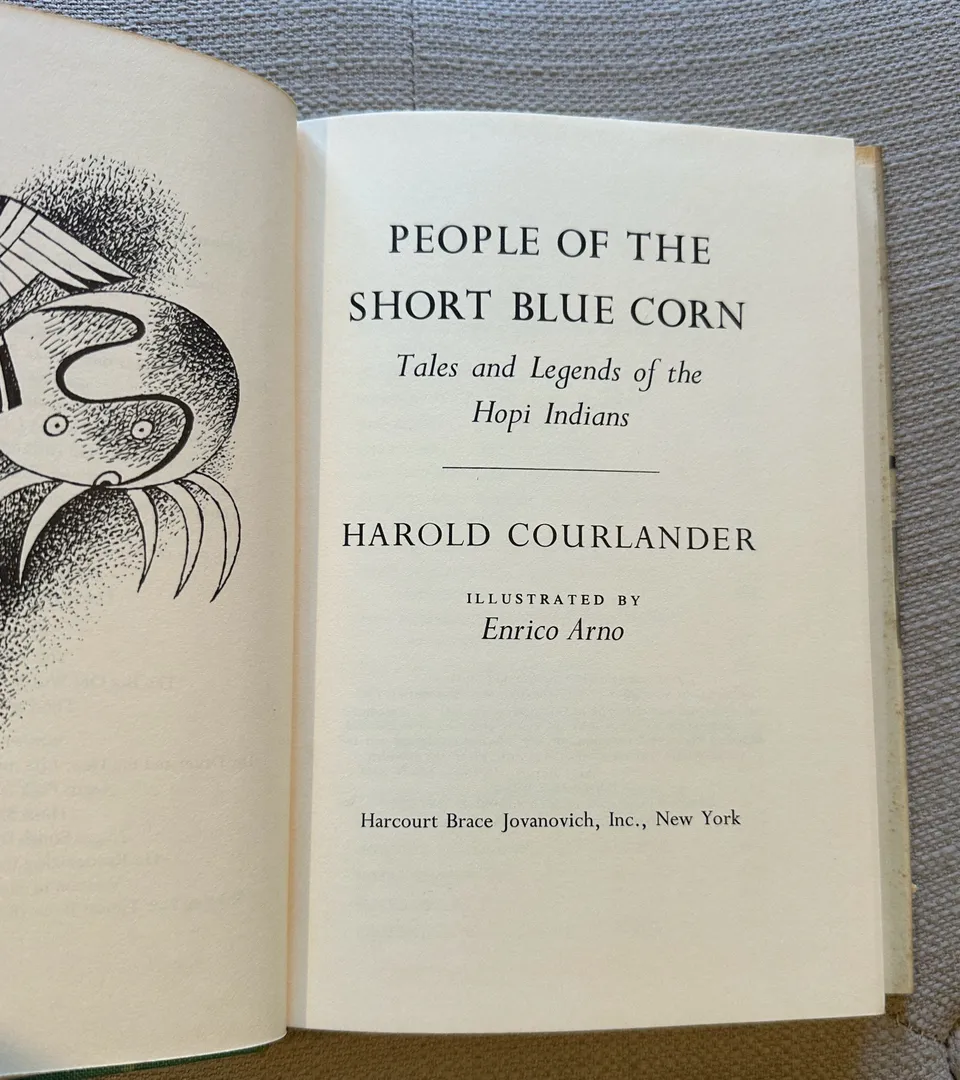 PEOPLE OF THE
SHORT BLUE CORN
Tales and Legends of the
Hopi Indians
HAROLD COURLANDER
ILLUSTRATED BY
Enrico Arno
Harcourt Brace Jovanovich, Inc., New York